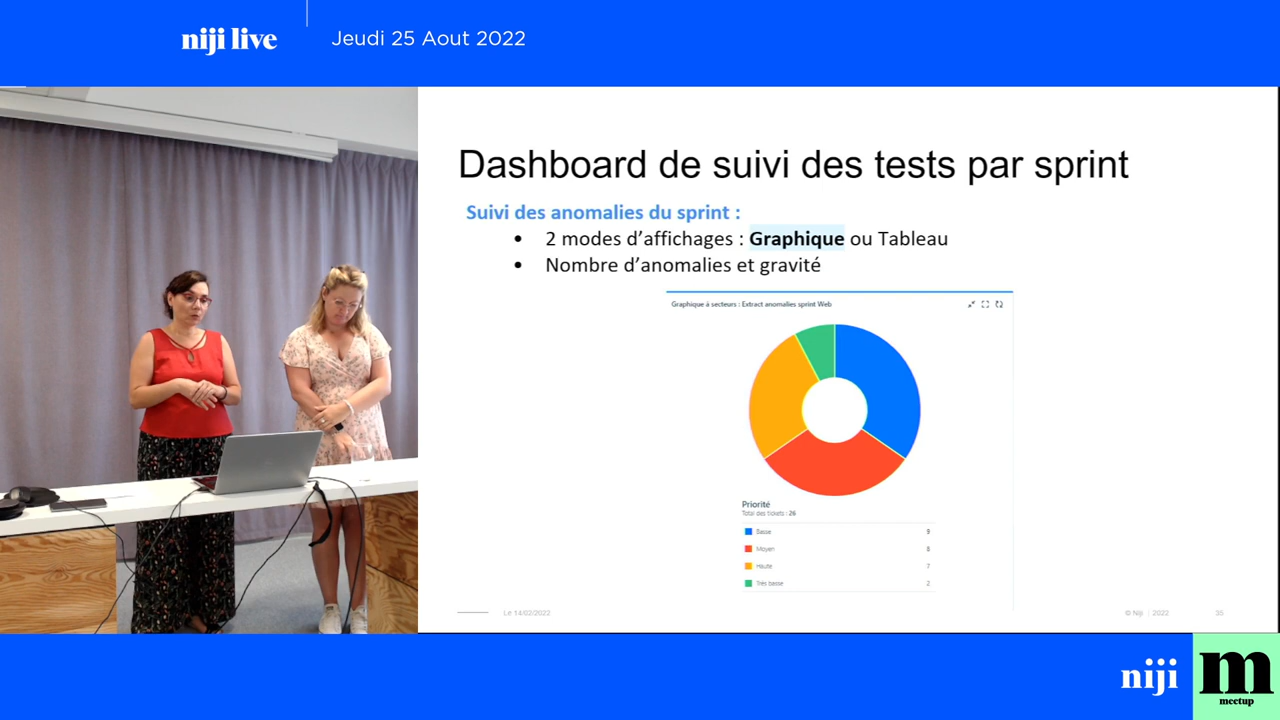 niji live
Jeudi 25 Aout 2022
Dashboard de suivi des tests par sprint
Suivi des anomalies du sprint :
• 2 modes d'affichages : Graphique ou Tableau
• Nombre d'anomalies et gravité
Graphique à secteurs : Extract anomalies sprint Web
Priorité
Total des tickets : 26
Basse 9
Moyen 8
Haute 7
Très basse 2
Le 14/02/2022
© Niji | 2022
35
niji
m
meetup